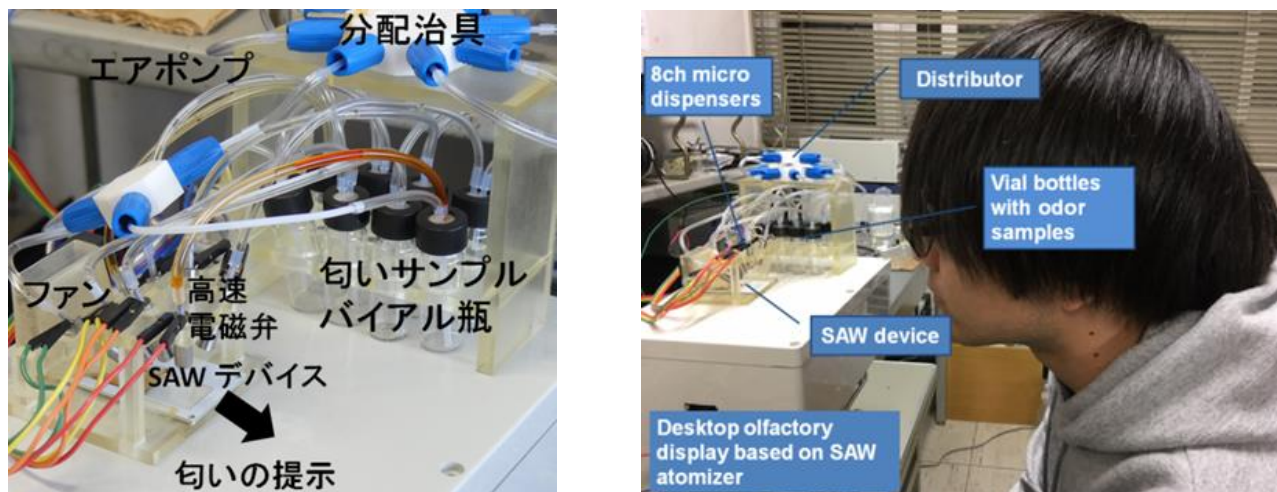 分配治具
エアポンプ
ファン
高速
電磁弁
匂いサンプル
バイアル瓶
SAW デバイス
匂いの提示
8ch micro
dispensers
Distributor
Vial bottles
with odor
samples
SAW device
Desktop olfactory
display based on SAW
atomizer